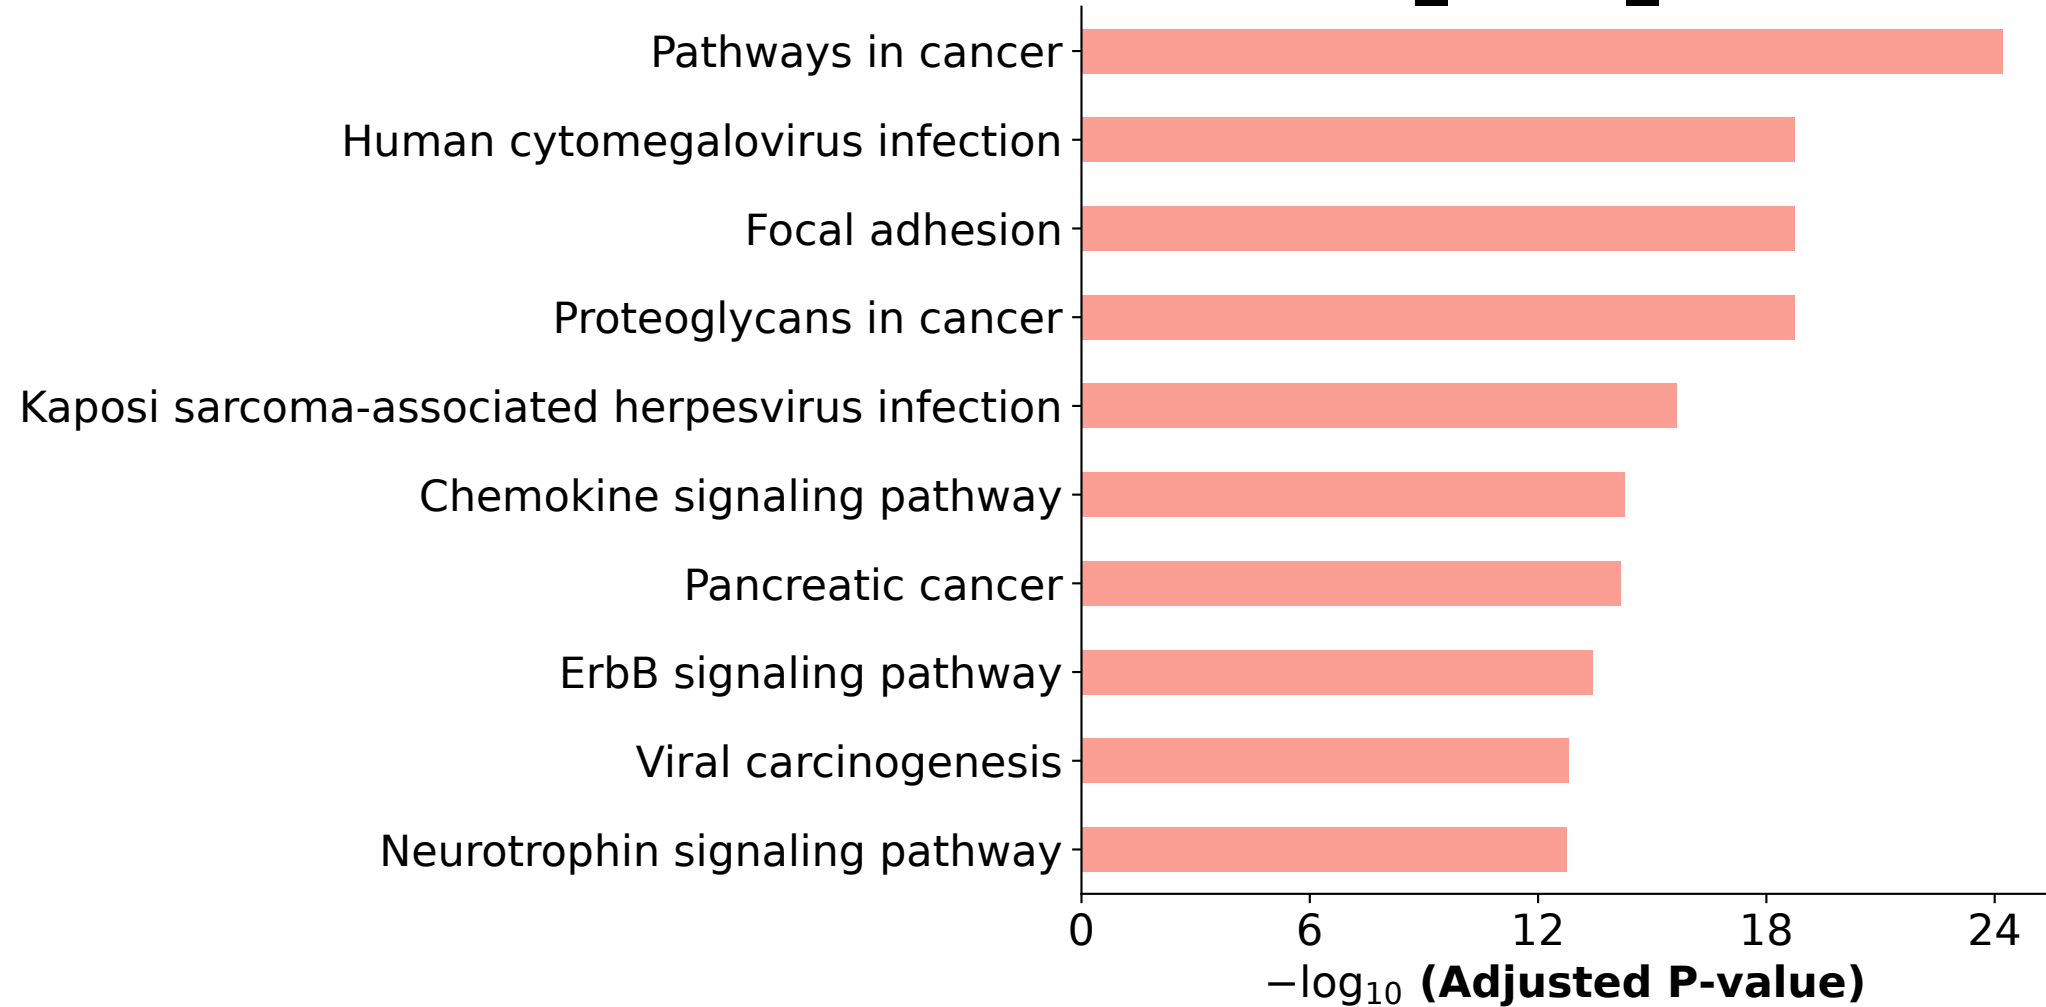 Pathways in cancer
Human cytomegalovirus infection
Focal adhesion
Proteoglycans in cancer
Kaposi sarcoma-associated herpesvirus infection
Chemokine signaling pathway
Pancreatic cancer
ErbB signaling pathway
Viral carcinogenesis
Neurotrophin signaling pathway
0 6 12 18 24
−log₁₀ (Adjusted P-value)